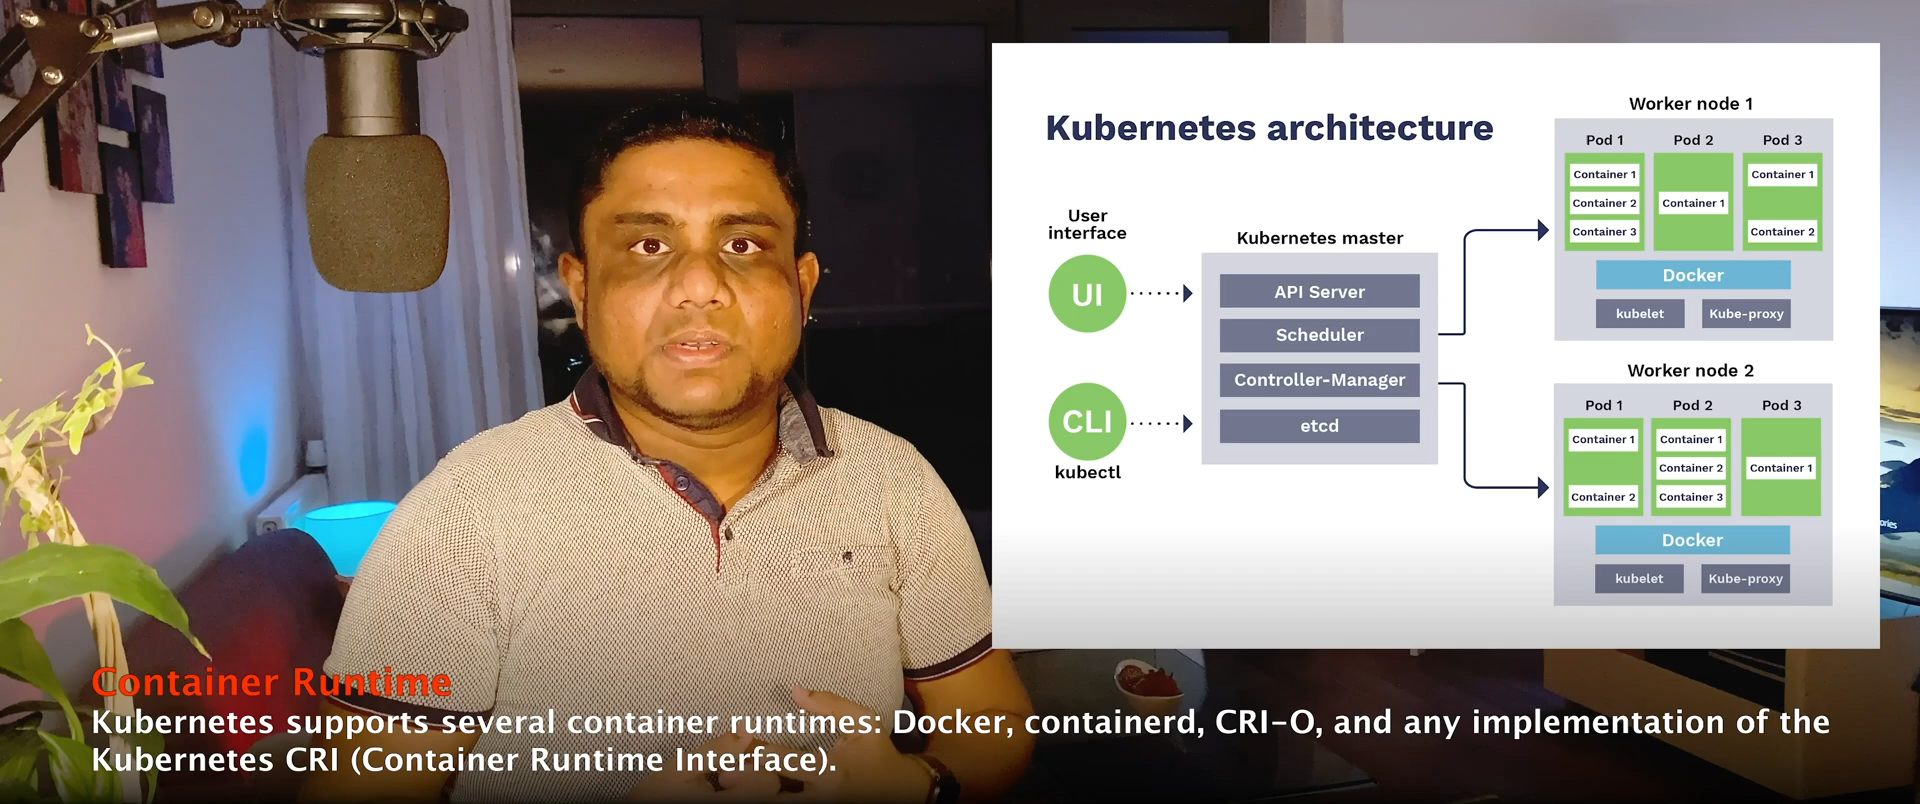 Kubernetes architecture
User
interface
UI
CLI
kubectl
Kubernetes master
API Server
Scheduler
Controller-Manager
etcd
Worker node 1
Pod 1 Pod 2 Pod 3
Container 1
Container 2
Container 3
Container 1
Container 1
Container 2
Docker
kubelet Kube-proxy
Worker node 2
Pod 1 Pod 2 Pod 3
Container 1
Container 2
Container 1
Container 2
Container 3
Container 1
Docker
kubelet Kube-proxy
Container Runtime
Kubernetes supports several container runtimes: Docker, containerd, CRI-O, and any implementation of the
Kubernetes CRI (Container Runtime Interface).